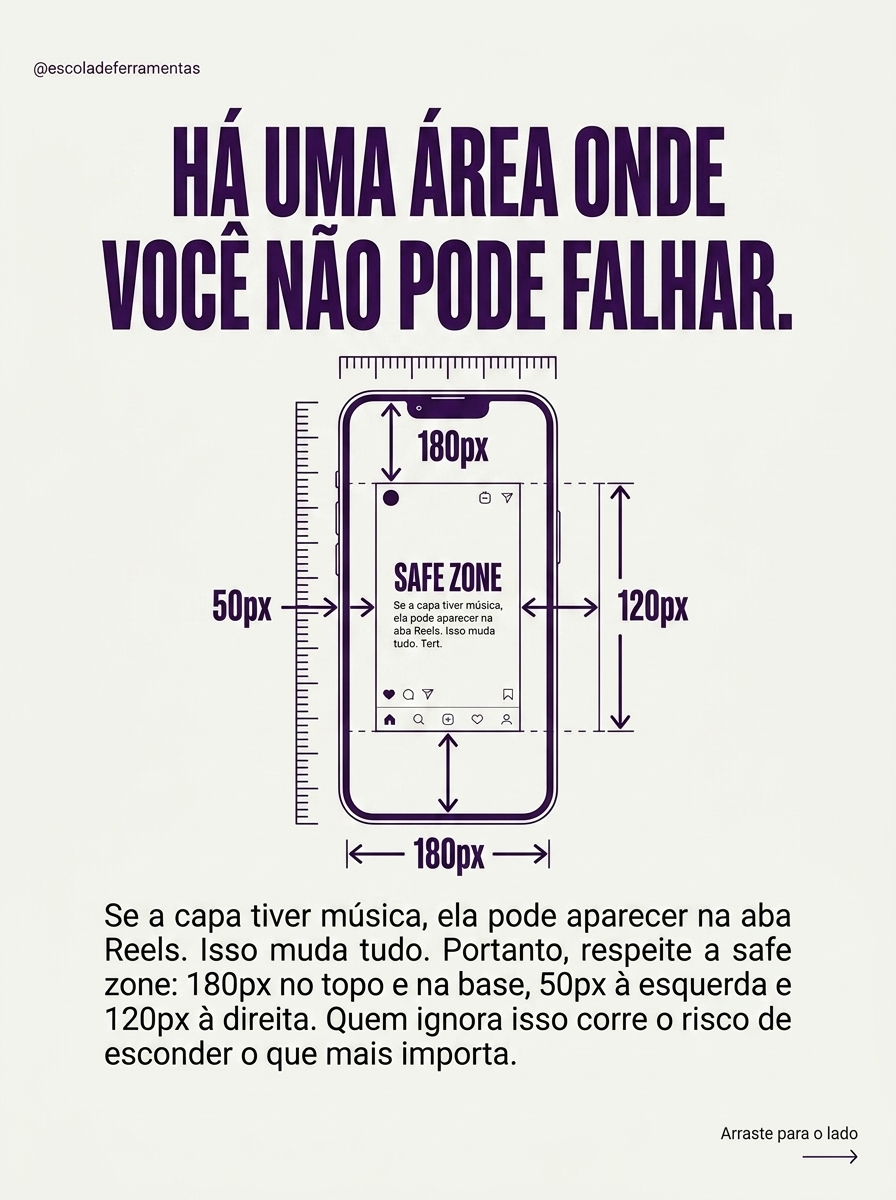 @escoladeferramentas
HÁ UMA ÁREA ONDE
VOCÊ NÃO PODE FALHAR.
180px
SAFE ZONE
Se a capa tiver música,
ela pode aparecer na
aba Reels. Isso muda
tudo. Tert.
50px
120px
180px
Se a capa tiver música, ela pode aparecer na aba
Reels. Isso muda tudo. Portanto, respeite a safe
zone: 180px no topo e na base, 50px à esquerda e
120px à direita. Quem ignora isso corre o risco de
esconder o que mais importa.
Arraste para o lado